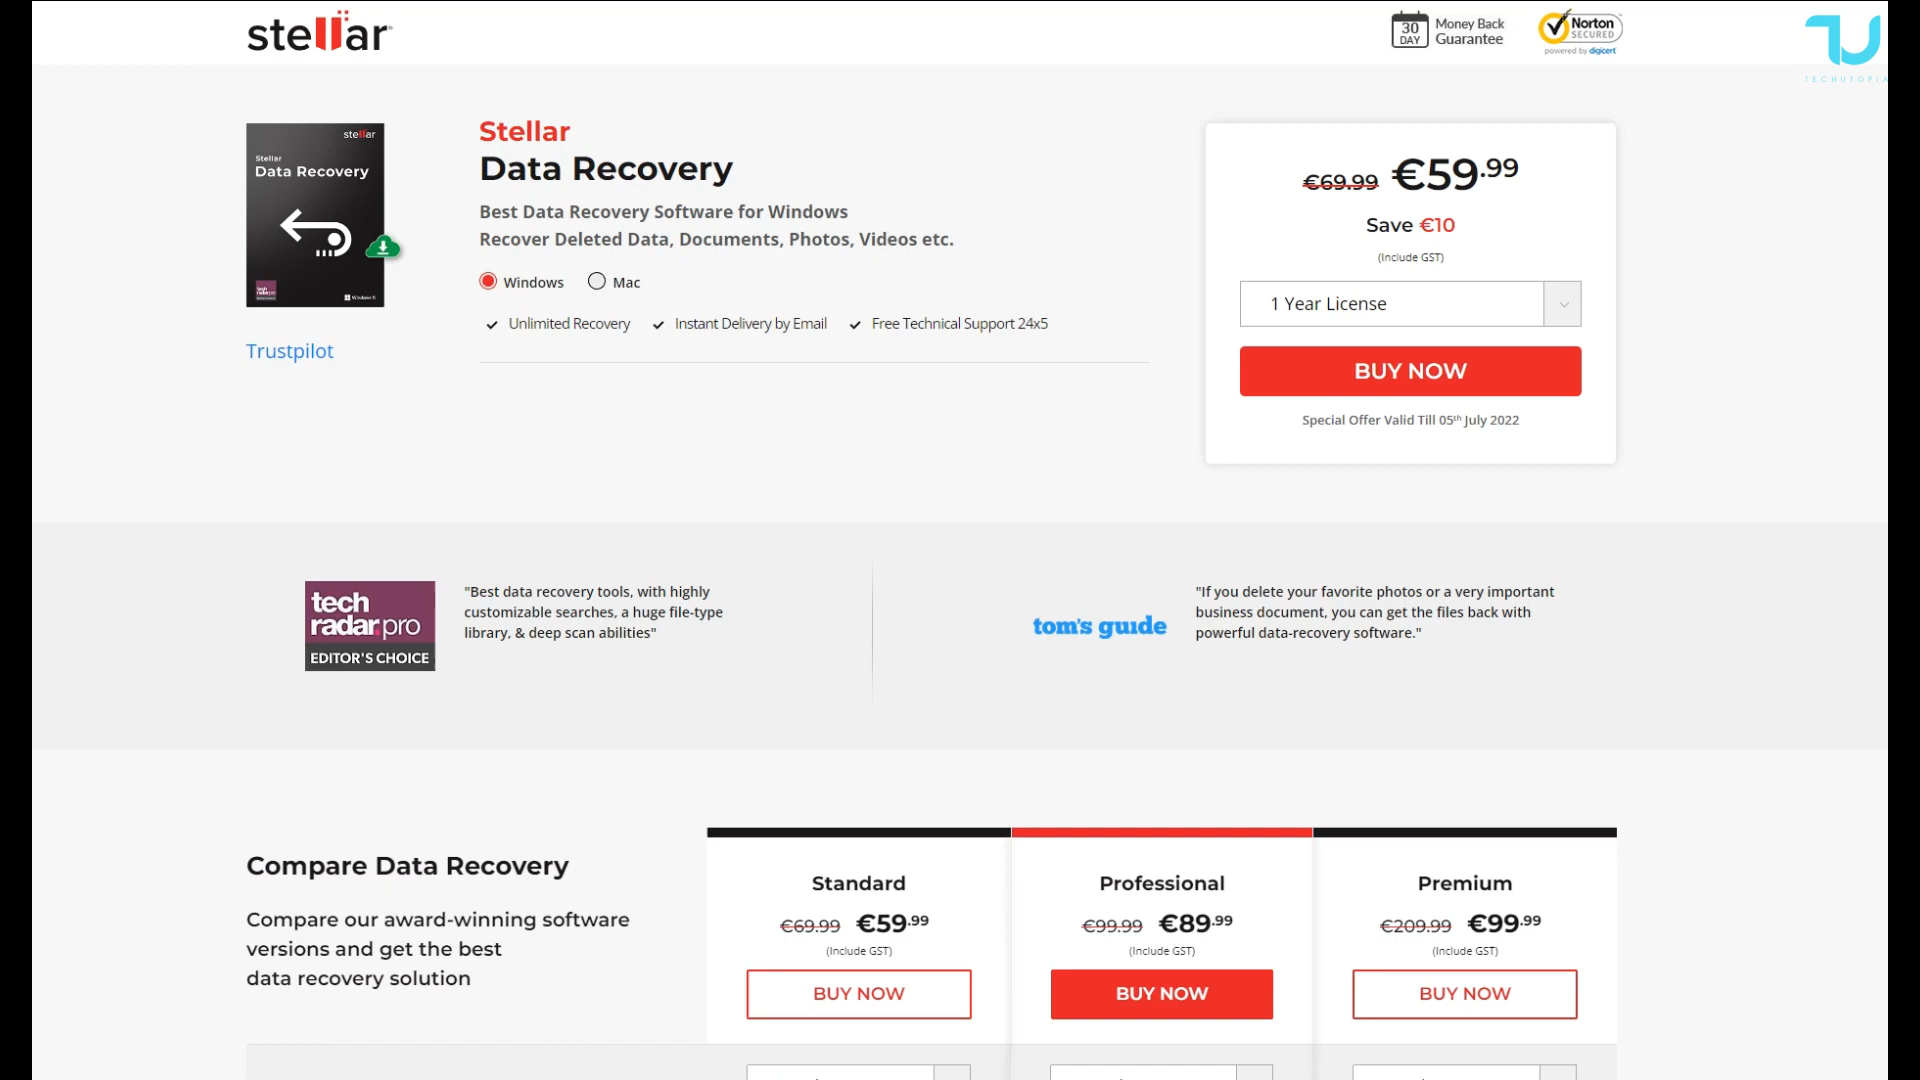 stellar
30 DAY
Money Back
Guarantee
Norton
SECURED
powered by digicert
TECHUTOPIA
stellar
Stellar
Data Recovery
tech
radar.pro
Windows 11
Trustpilot
Stellar
Data Recovery
Best Data Recovery Software for Windows
Recover Deleted Data, Documents, Photos, Videos etc.
Windows
Mac
Unlimited Recovery
Instant Delivery by Email
Free Technical Support 24x5
€69.99 €59.99
Save €10
(Include GST)
1 Year License
BUY NOW
Special Offer Valid Till 05th July 2022
tech
radar.pro
EDITOR'S CHOICE
"Best data recovery tools, with highly
customizable searches, a huge file-type
library, & deep scan abilities"
tom's guide
"If you delete your favorite photos or a very important
business document, you can get the files back with
powerful data-recovery software."
Compare Data Recovery
Compare our award-winning software
versions and get the best
data recovery solution
Standard
€69.99 €59.99
(Include GST)
BUY NOW
Professional
€99.99 €89.99
(Include GST)
BUY NOW
Premium
€209.99 €99.99
(Include GST)
BUY NOW